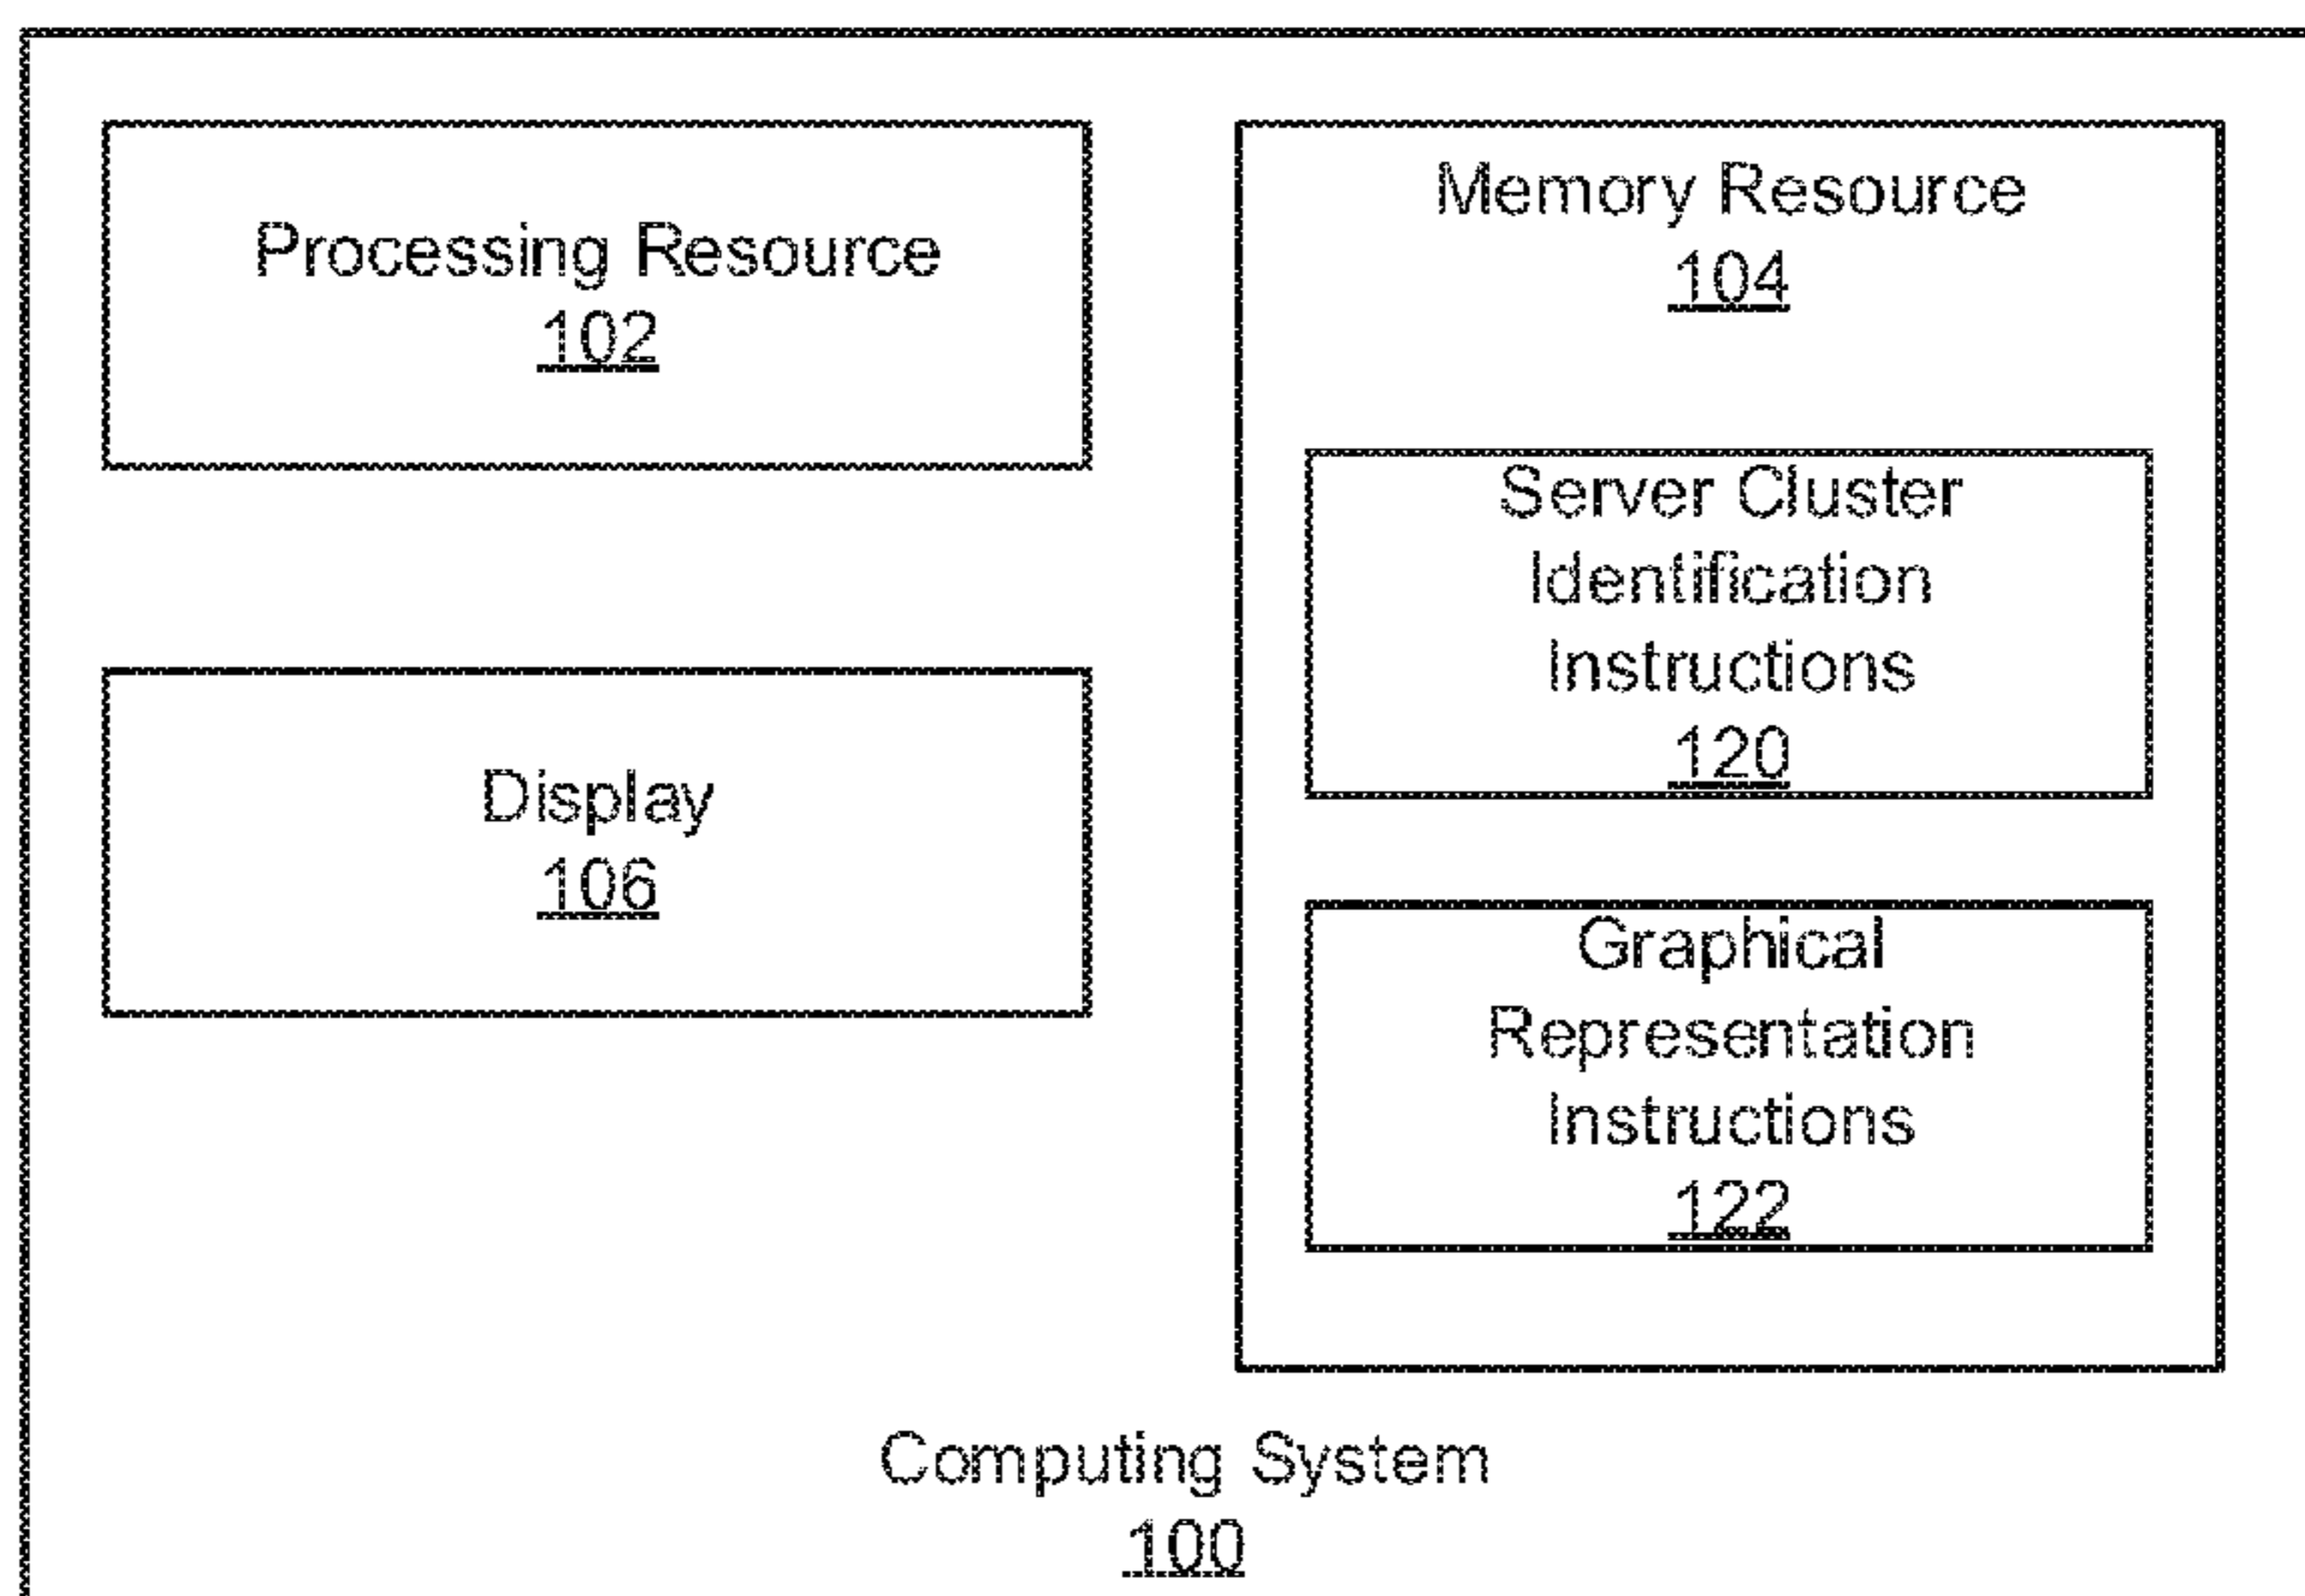 Processing Resource
102
Display
106
Memory Resource
104
Server Cluster
Identification
Instructions
120
Graphical
Representation
Instructions
122
Computing System
100